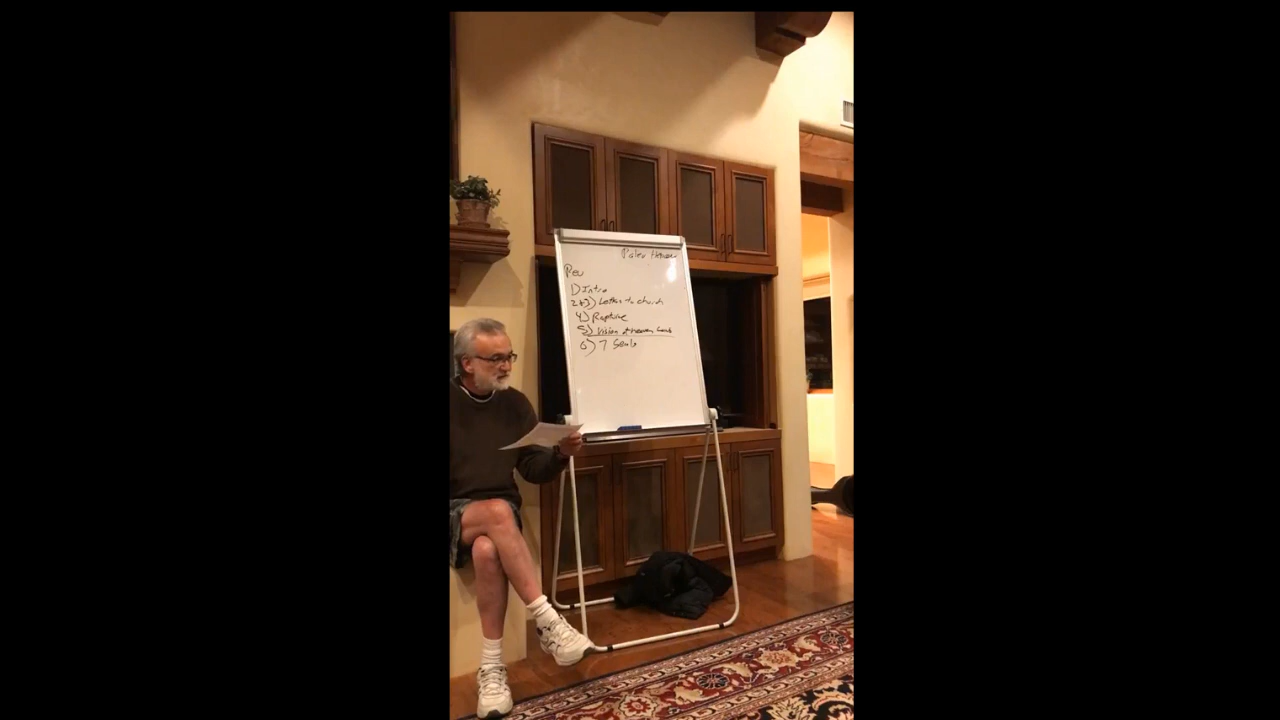 Rev
1) Intro
2+3) Letters to church
4) Rapture
5) Vision of Heaven
6) 7 Seals